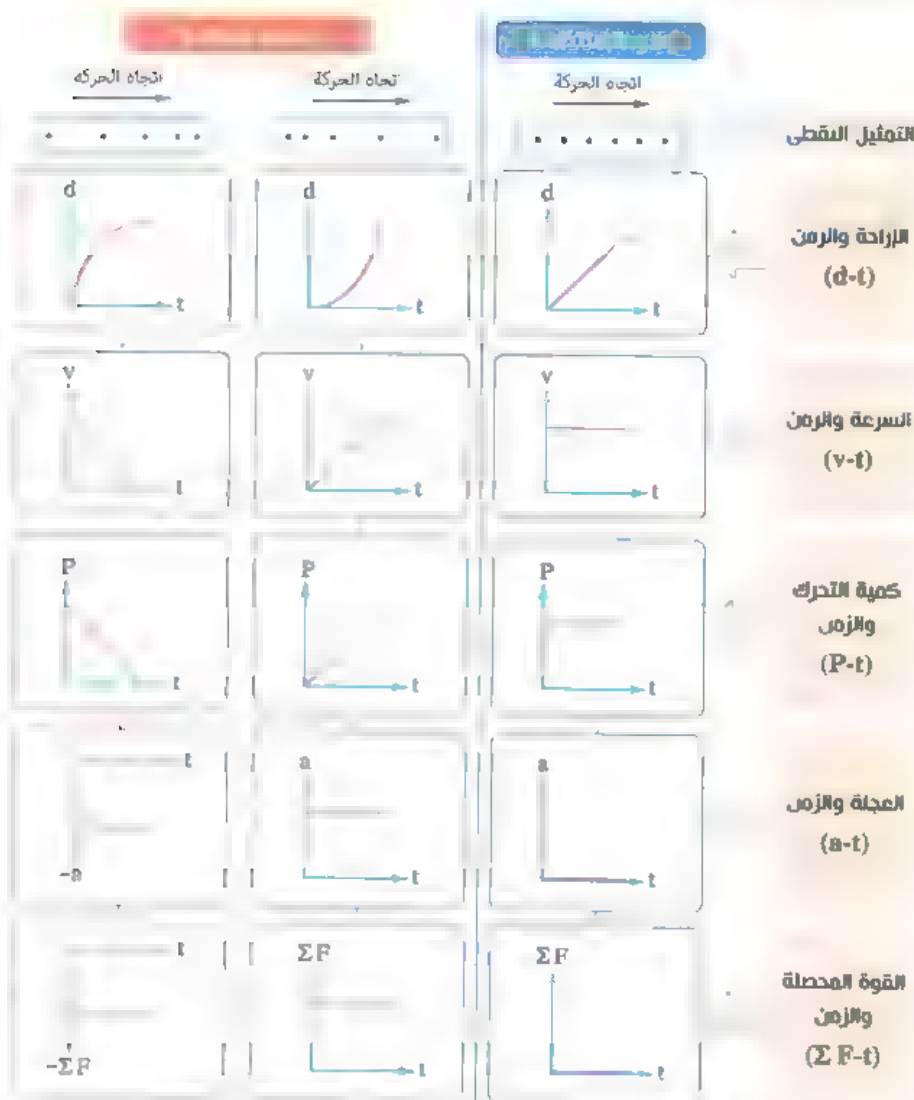 اتجاه الحركة
اتجاه الحركة
اتجاه الحركة
التمثيل النقطى
d
t
d
t
d
t
الإزاحة والزمن
(d-t)
v
t
v
t
v
t
السرعة والزمن
(v-t)
P
t
P
t
P
t
كمية التحرك
والزمن
(P-t)
a
t
a
t
t
-a
العجلة والزمن
(a-t)
ΣF
t
ΣF
t
t
-ΣF
القوة المحصلة
والزمن
(Σ F-t)